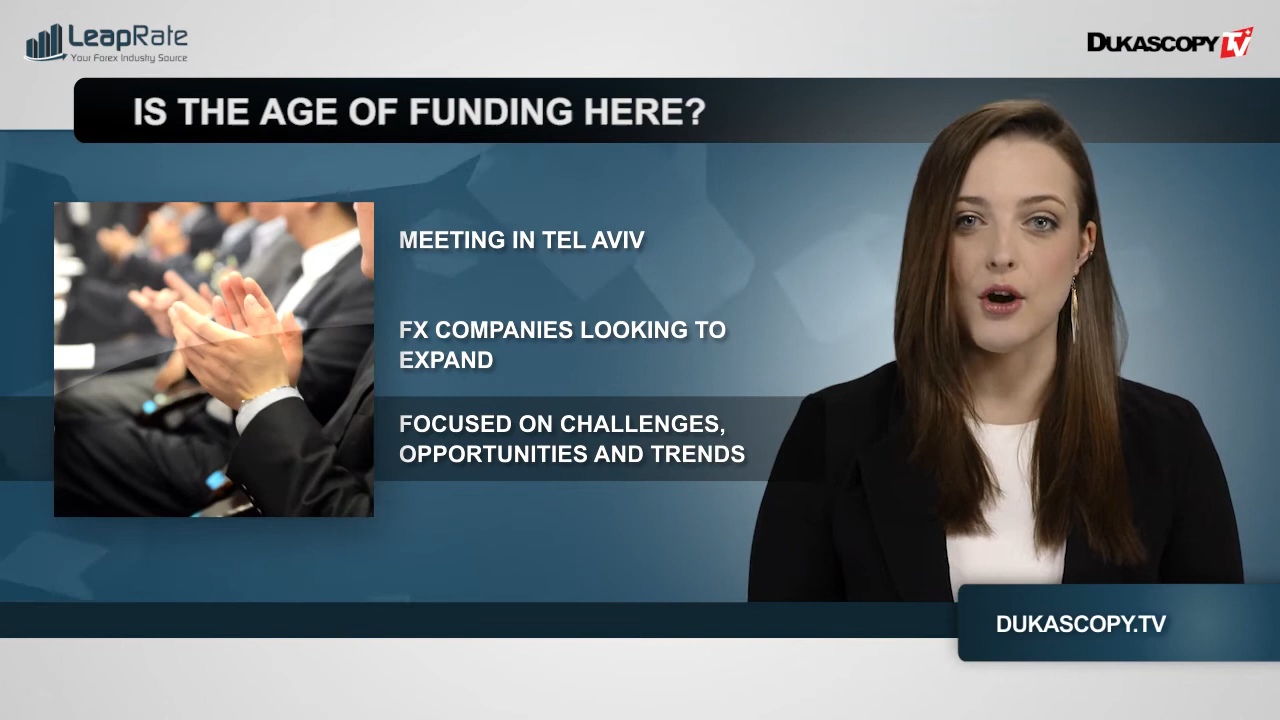 LeapRate
Your Forex Industry Source
DUKASCOPY TV
IS THE AGE OF FUNDING HERE?
MEETING IN TEL AVIV
FX COMPANIES LOOKING TO
EXPAND
FOCUSED ON CHALLENGES,
OPPORTUNITIES AND TRENDS
DUKASCOPY.TV